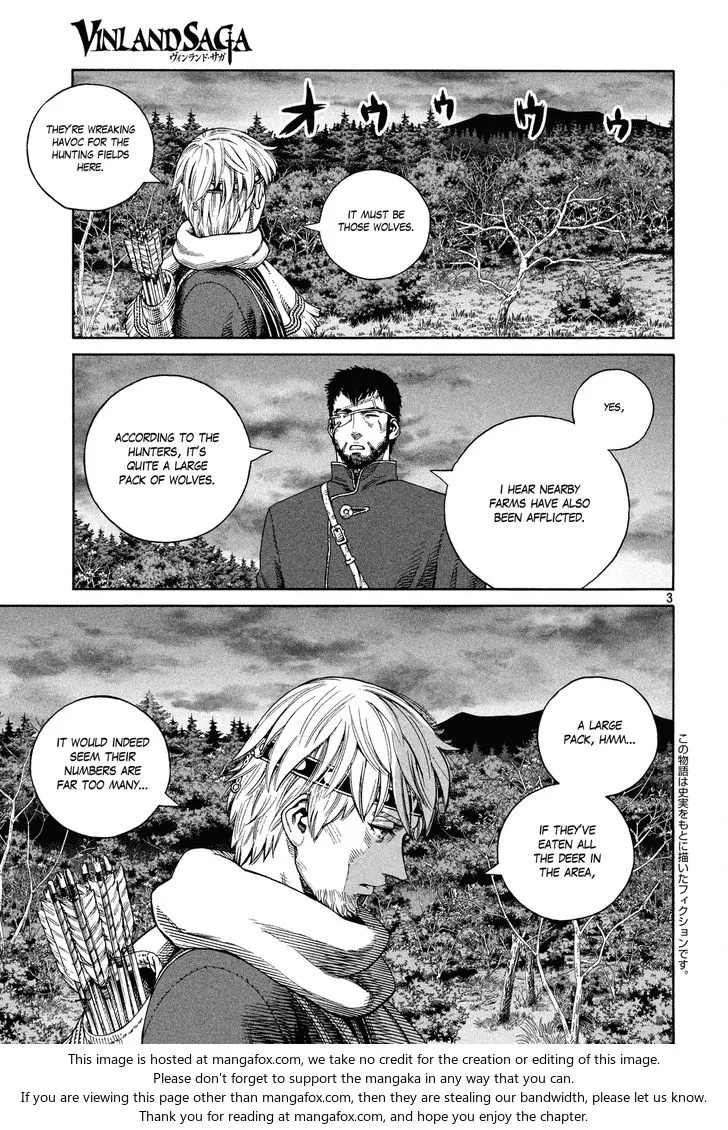 VINLAND SAGA
ヴィンランド・サガ
オゥゥゥゥ
IT MUST BE
THOSE WOLVES.
THEY'RE WREAKING
HAVOC FOR THE
HUNTING FIELDS
HERE.
YES,
I HEAR NEARBY
FARMS HAVE ALSO
BEEN AFFLICTED.
ACCORDING TO THE
HUNTERS, IT'S
QUITE A LARGE
PACK OF WOLVES.
3
A LARGE
PACK, HMM...
IF THEY'VE
EATEN ALL
THE DEER IN
THE AREA,
IT WOULD INDEED
SEEM THEIR
NUMBERS ARE
FAR TOO MANY...
この物語は史実をもとに描いたフィクションです。
This image is hosted at mangafox.com, we take no credit for the creation or editing of this image.
Please don't forget to support the mangaka in any way that you can.
If you are viewing this page other than mangafox.com, then they are stealing our bandwidth, please let us know.
Thank you for reading at mangafox.com, and hope you enjoy the chapter.